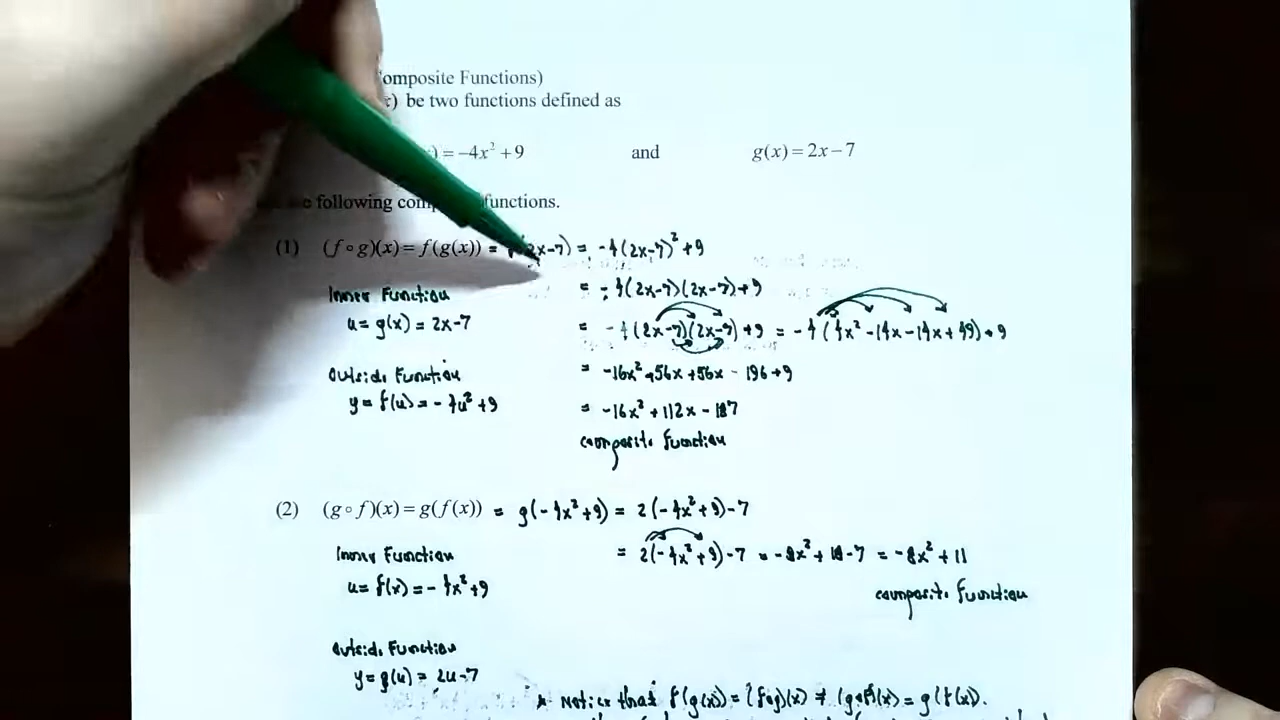 omposite Functions)
) be two functions defined as
) = −4x² + 9 and g(x) = 2x − 7
following functions.
(1) (f∘g)(x) = f(g(x)) = (2x-7) = -4(2x-7)²+9
Inner Function = -4(2x-7)(2x-7)+9
u = g(x) = 2x-7 = -4(2x-7)(2x-7)+9 = -4(4x²-14x-14x+49)+9
Outside Function = -16x²+56x+56x-196+9
y = f(u) = -4u²+9 = -16x²+112x-187
composite function
(2) (g∘f)(x) = g(f(x)) = g(-4x²+9) = 2(-4x²+9)-7
Inner Function = 2(-4x²+9)-7 = -8x²+18-7 = -8x²+11
u = f(x) = -4x²+9 composite function
Outside Function
y = g(u) = 2u-7
* Notice that f(g(x)) = (f∘g)(x) ≠ (g∘f)(x) = g(f(x)).